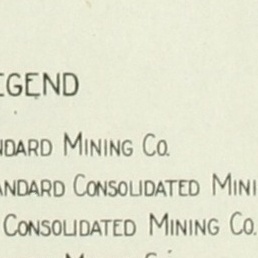 EGEND
NDARD MINING CO.
ANDARD CONSOLIDATED MINI
CONSOLIDATED MINING CO.